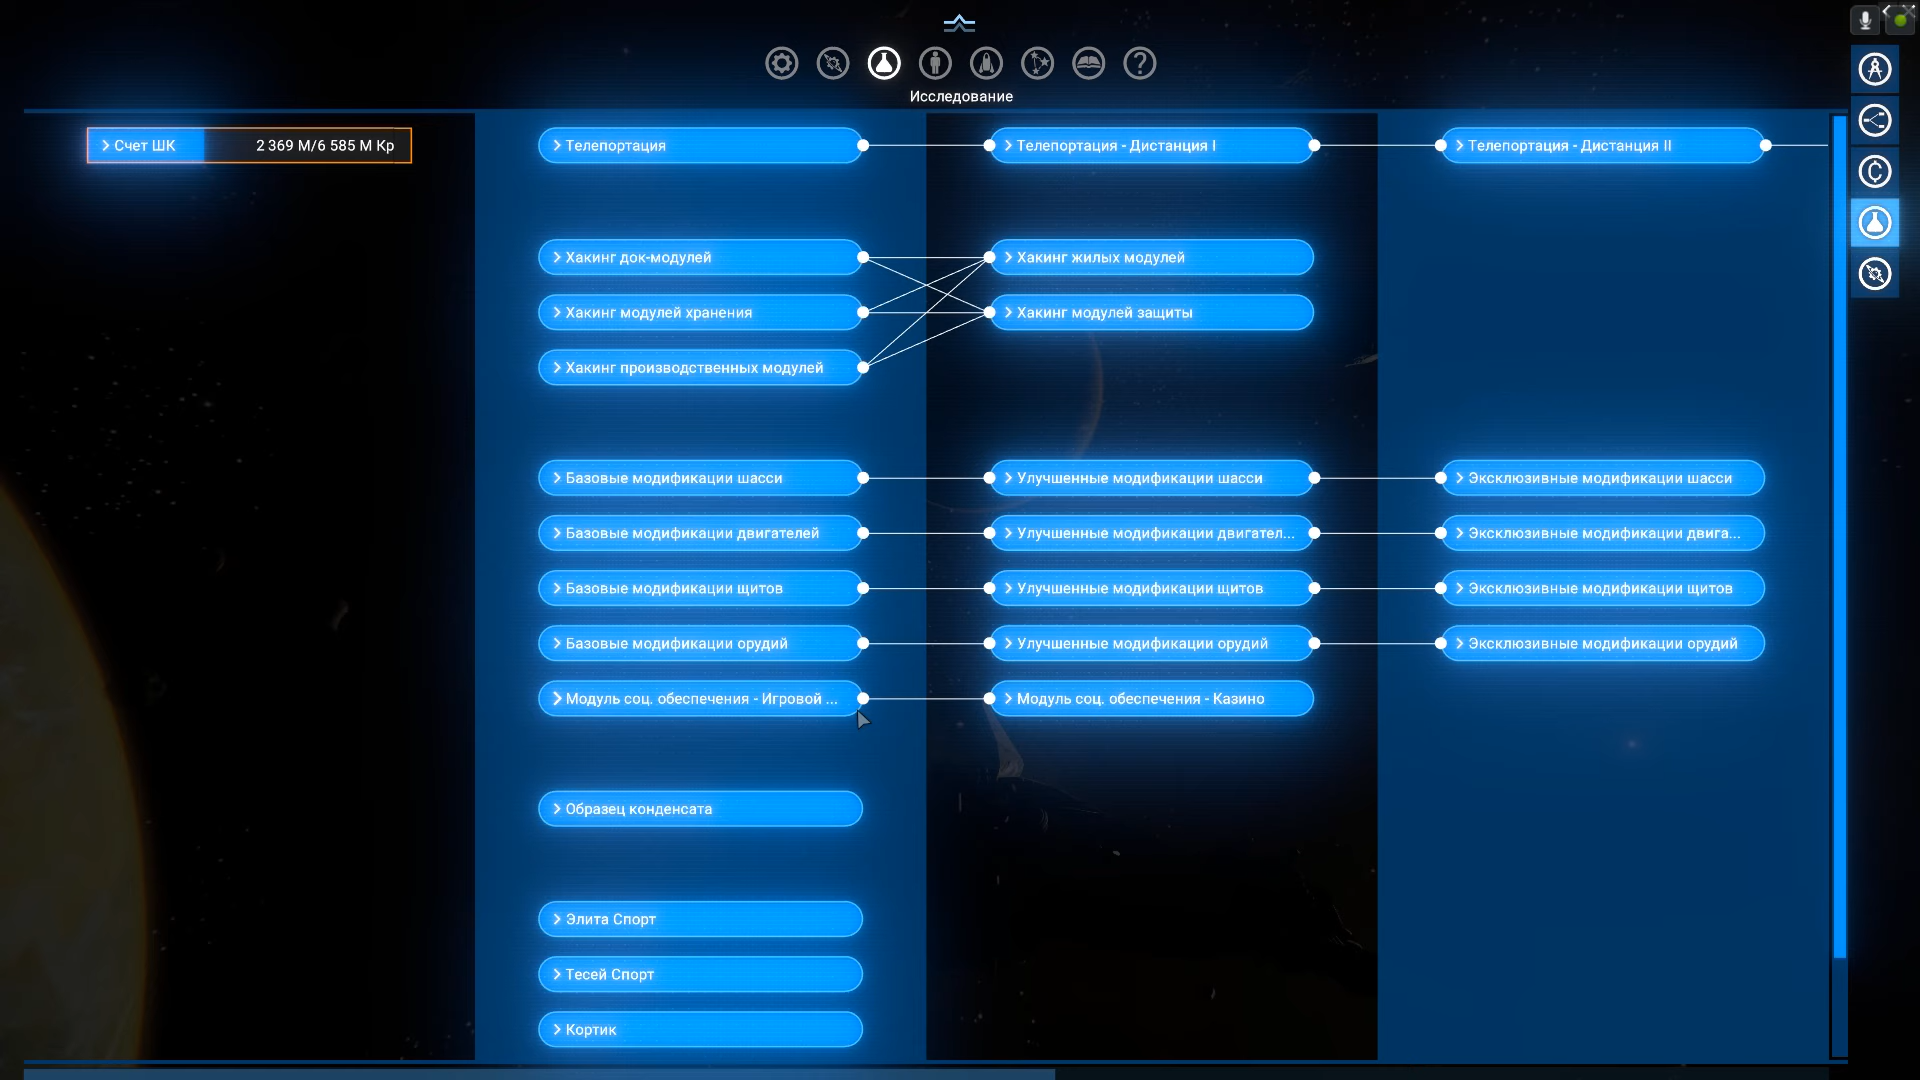 Исследование
Счет ШК 2 369 М/6 585 М Кр
Телепортация
Телепортация - Дистанция I
Телепортация - Дистанция II
Хакинг док-модулей
Хакинг жилых модулей
Хакинг модулей хранения
Хакинг модулей защиты
Хакинг производственных модулей
Базовые модификации шасси
Улучшенные модификации шасси
Эксклюзивные модификации шасси
Базовые модификации двигателей
Улучшенные модификации двигател...
Эксклюзивные модификации двига...
Базовые модификации щитов
Улучшенные модификации щитов
Эксклюзивные модификации щитов
Базовые модификации орудий
Улучшенные модификации орудий
Эксклюзивные модификации орудий
Модуль соц. обеспечения - Игровой ...
Модуль соц. обеспечения - Казино
Образец конденсата
Элита Спорт
Тесей Спорт
Кортик